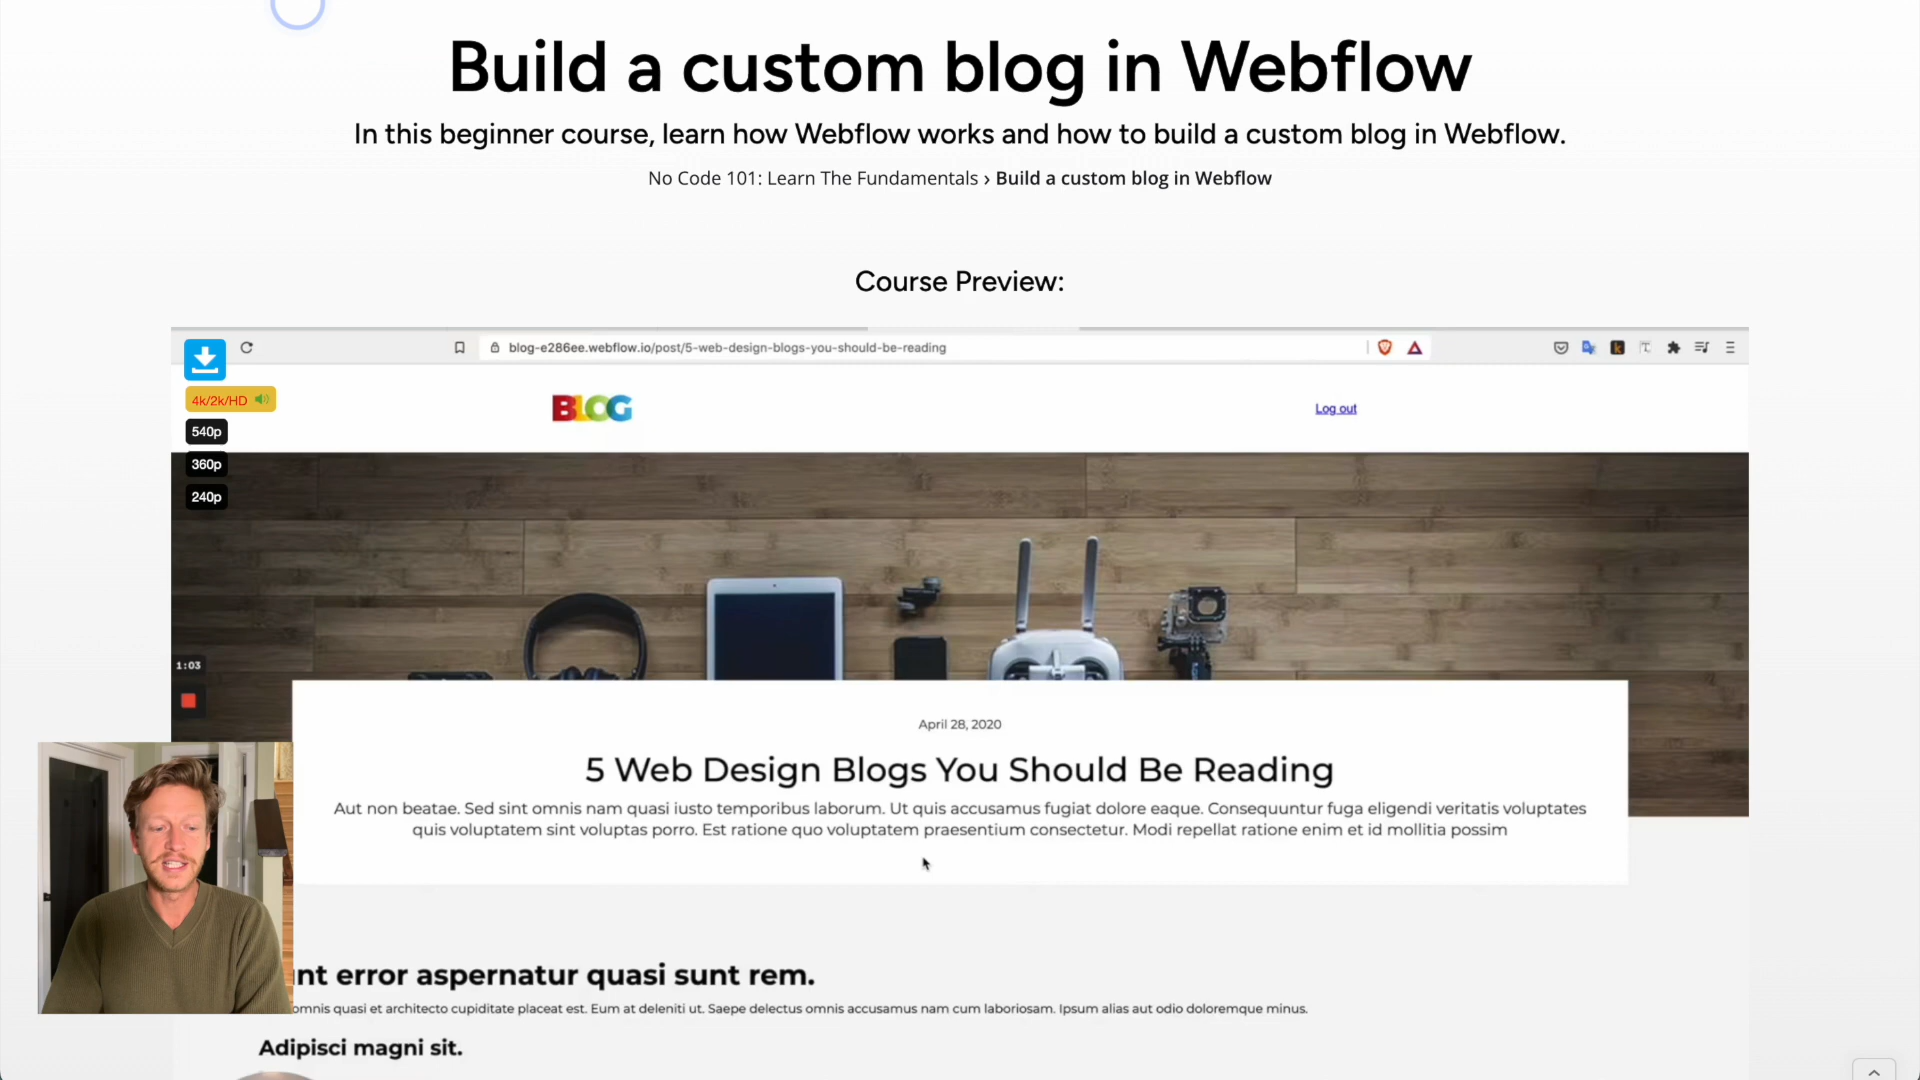 Build a custom blog in Webflow
In this beginner course, learn how Webflow works and how to build a custom blog in Webflow.
No Code 101: Learn The Fundamentals › Build a custom blog in Webflow
Course Preview:
blog-e286ee.webflow.io/post/5-web-design-blogs-you-should-be-reading
4k/2k/HD
540p
360p
240p
BLOG
Log out
1:03
April 28, 2020
5 Web Design Blogs You Should Be Reading
Aut non beatae. Sed sint omnis nam quasi iusto temporibus laborum. Ut quis accusamus fugiat dolore eaque. Consequuntur fuga eligendi veritatis voluptates
quis voluptatem sint voluptas porro. Est ratione quo voluptatem praesentium consectetur. Modi repellat ratione enim et id mollitia possim
error aspernatur quasi sunt rem.
omnis quasi et architecto cupiditate placeat est. Eum at deleniti ut. Saepe delectus omnis accusamus nam cum laboriosam. Ipsum alias aut odio doloremque minus.
Adipisci magni sit.